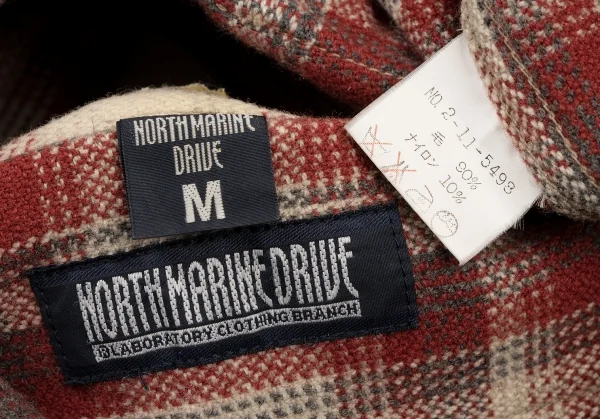 NORTH MARINE
DRIVE
M
NORTH MARINE DRIVE
LABORATORY CLOTHING BRANCH
NO. 2-11-5493
毛 90%
ナイロン 10%